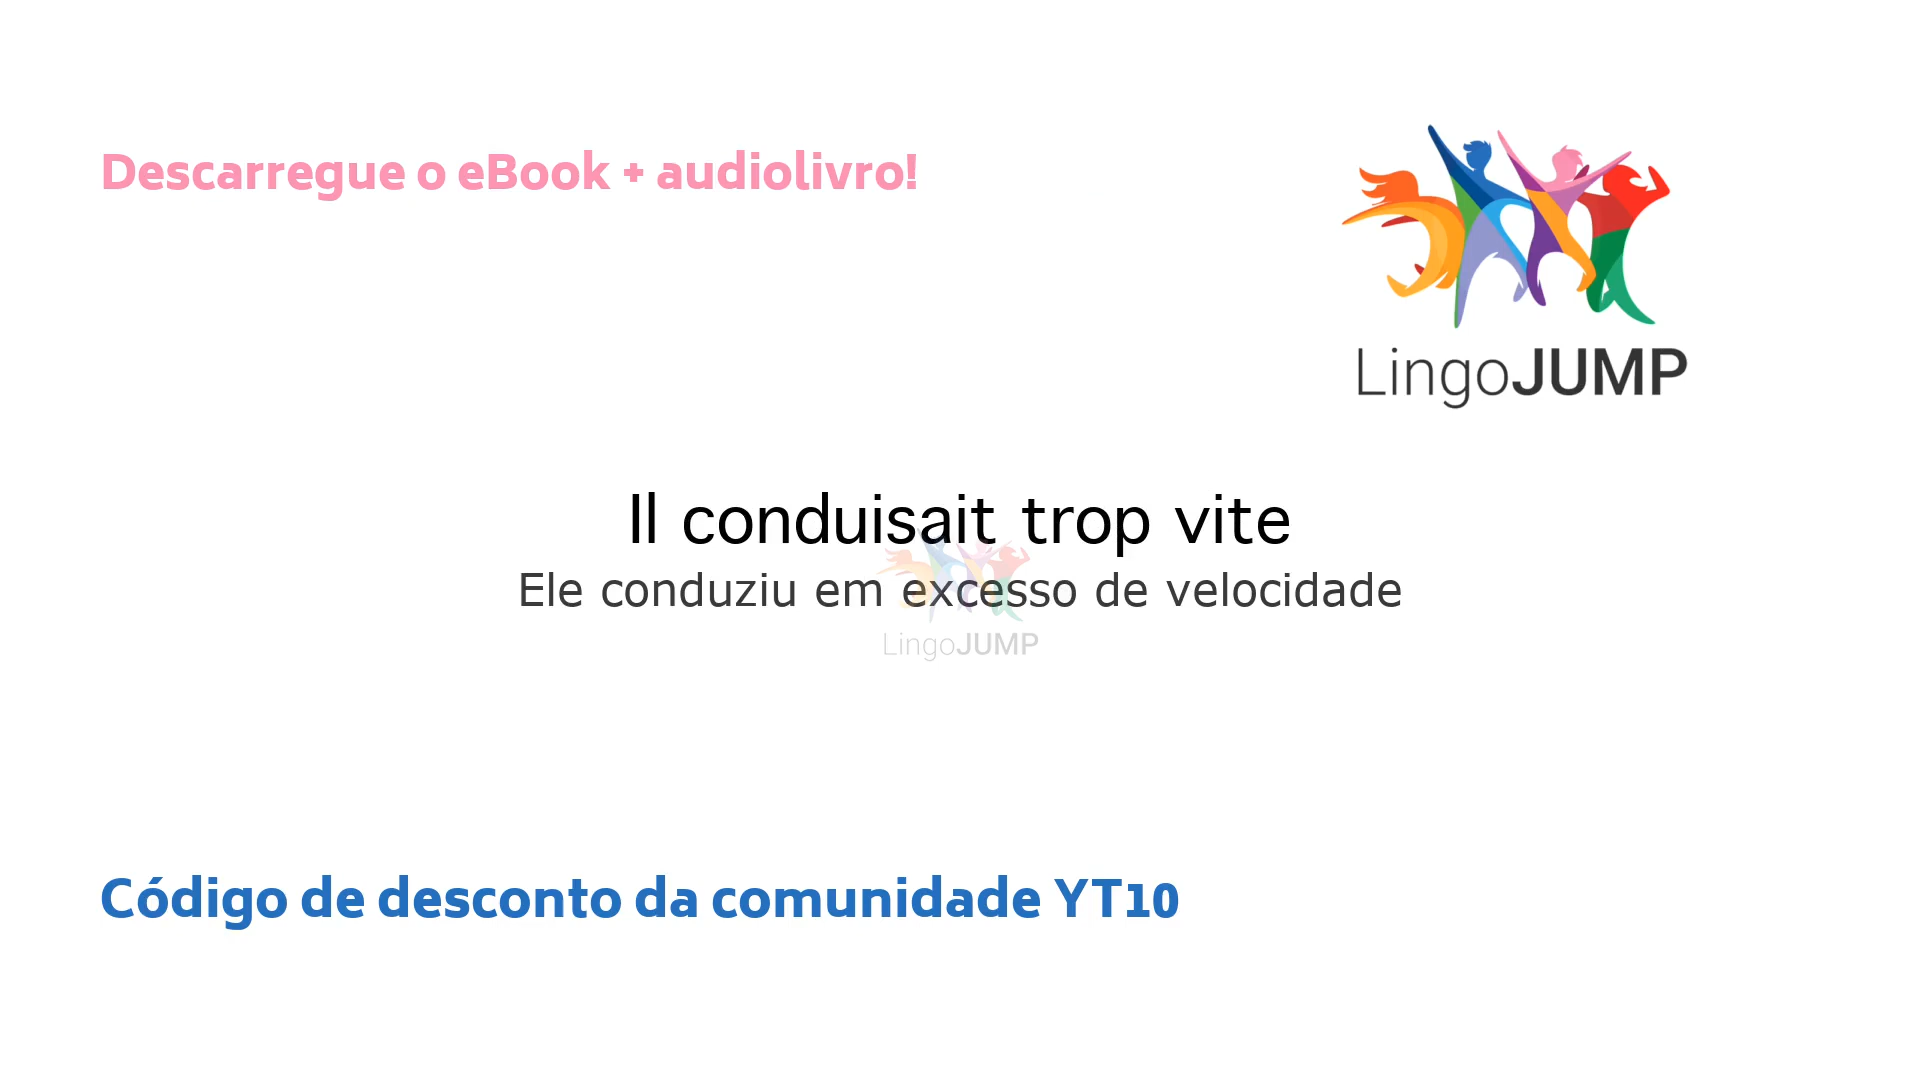 Descarregue o eBook + audiolivro!
LingoJUMP
Il conduisait trop vite
Ele conduziu em excesso de velocidade
LingoJUMP
Código de desconto da comunidade YT10